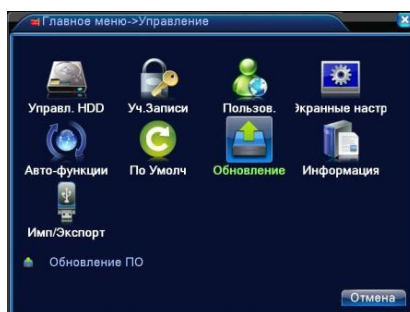 Главное меню->Управление
Управл. HDD Уч.Записи Пользов. Экранные настр
Авто-функции По Умолч Обновление Информация
Имп/Экспорт
Обновление ПО
Отмена